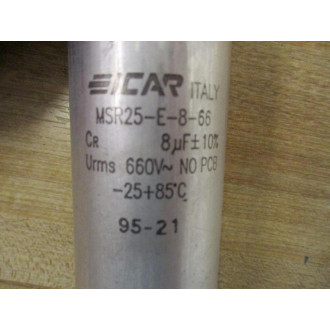 ICAR ITALY
MSR25-E-8-66
CR 8µF±10%
Urms 660V~ NO PCB
-25+85°C
95-21